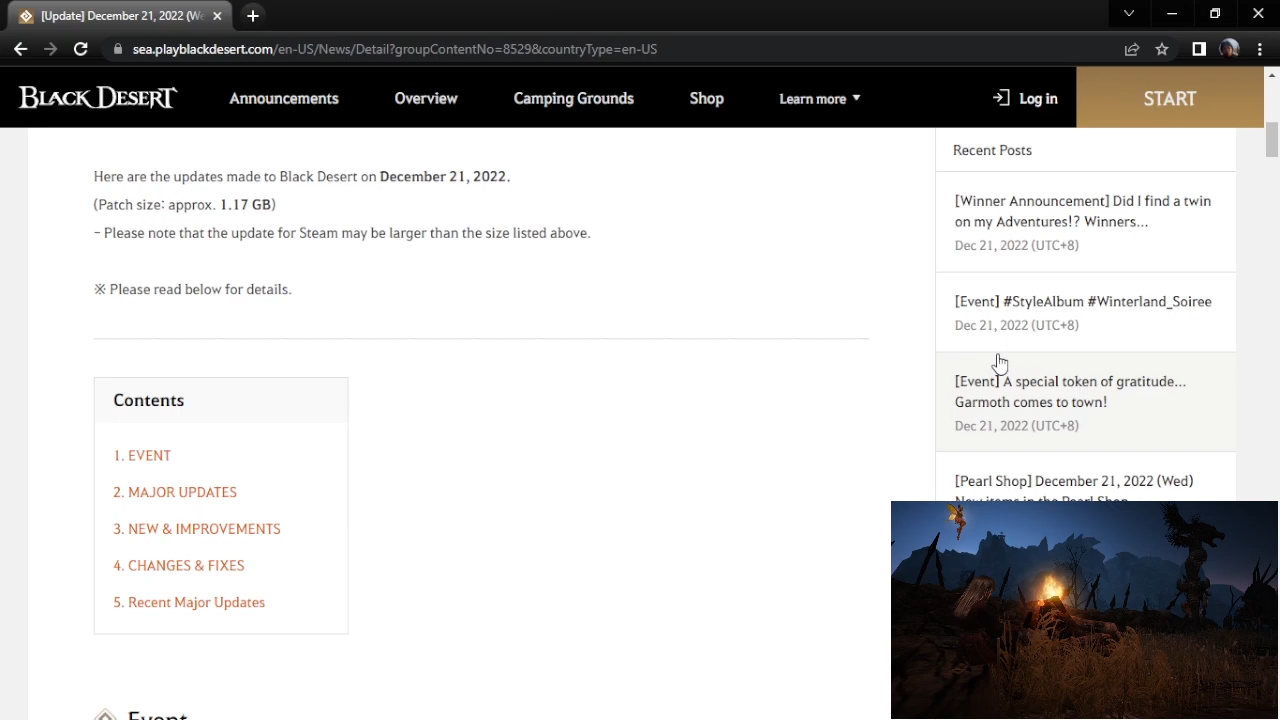 [Update] December 21, 2022 (We
sea.playblackdesert.com/en-US/News/Detail?groupContentNo=8529&countryType=en-US
BLACK DESERT
Announcements
Overview
Camping Grounds
Shop
Learn more
Log in
START
Here are the updates made to Black Desert on December 21, 2022.
(Patch size: approx. 1.17 GB)
- Please note that the update for Steam may be larger than the size listed above.
※ Please read below for details.
Contents
1. EVENT
2. MAJOR UPDATES
3. NEW & IMPROVEMENTS
4. CHANGES & FIXES
5. Recent Major Updates
Event
Recent Posts
[Winner Announcement] Did I find a twin
on my Adventures!? Winners...
Dec 21, 2022 (UTC+8)
[Event] #StyleAlbum #Winterland_Soiree
Dec 21, 2022 (UTC+8)
[Event] A special token of gratitude...
Garmoth comes to town!
Dec 21, 2022 (UTC+8)
[Pearl Shop] December 21, 2022 (Wed)
New items in the Pearl Shop